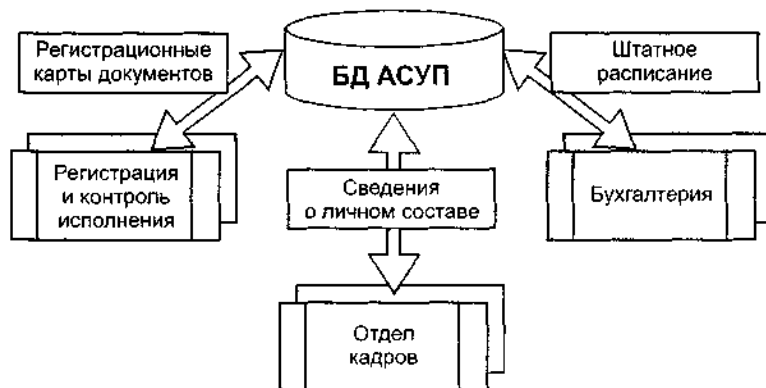 Регистрационные
карты документов
БД АСУП
Штатное
расписание
Регистрация
и контроль
исполнения
Сведения
о личном составе
Бухгалтерия
Отдел
кадров